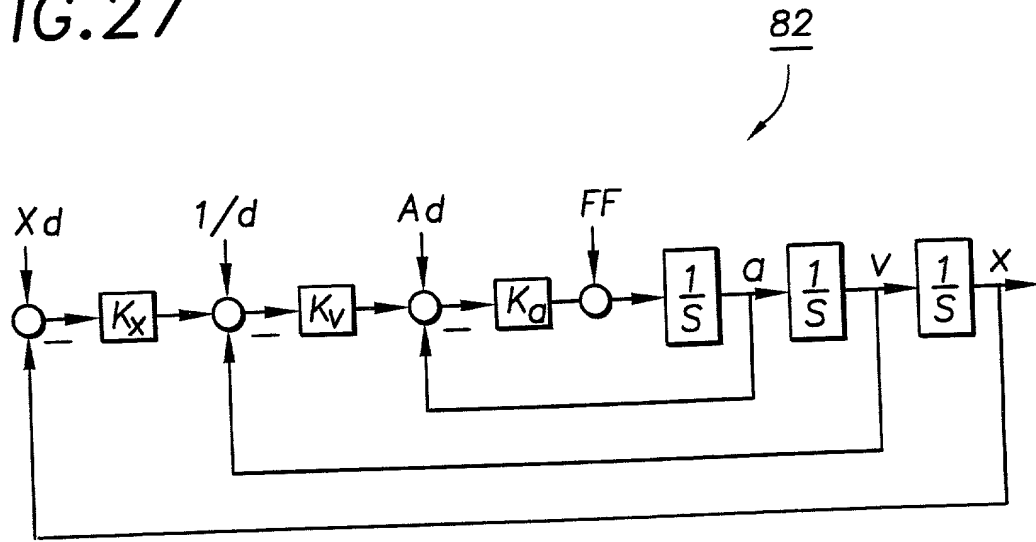 IG.27
82
Xd 1/d Ad FF
Kx Kv Ka 1/S a 1/S v 1/S x